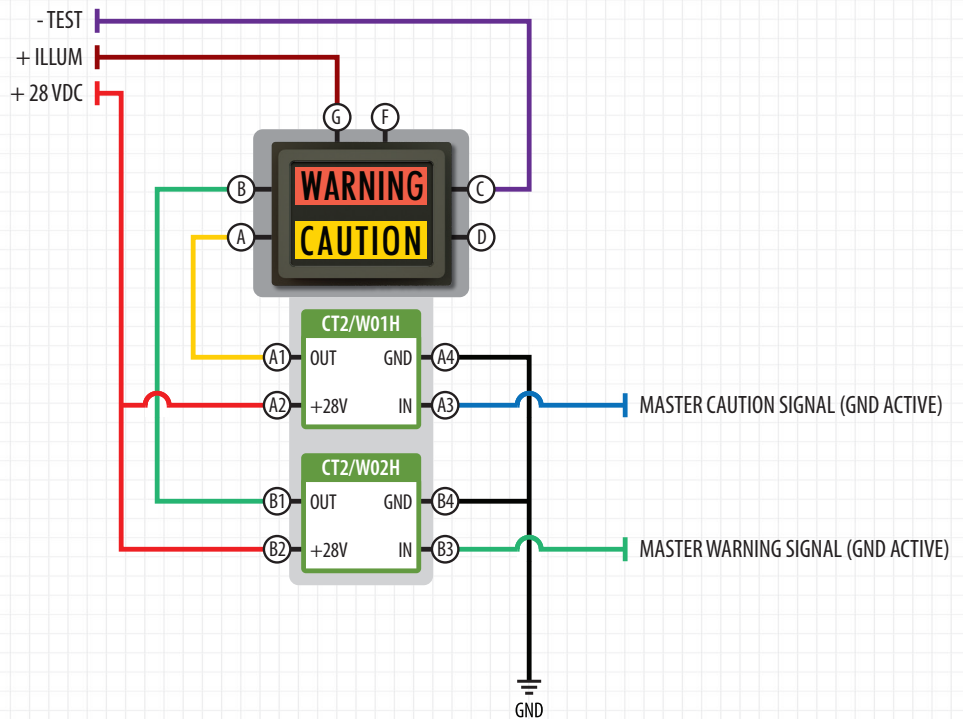 - TEST
+ ILLUM
+ 28 VDC
G F
B WARNING C
A CAUTION D
CT2/W01H
A1 OUT GND A4
A2 +28V IN A3 MASTER CAUTION SIGNAL (GND ACTIVE)
CT2/W02H
B1 OUT GND B4
B2 +28V IN B3 MASTER WARNING SIGNAL (GND ACTIVE)
GND